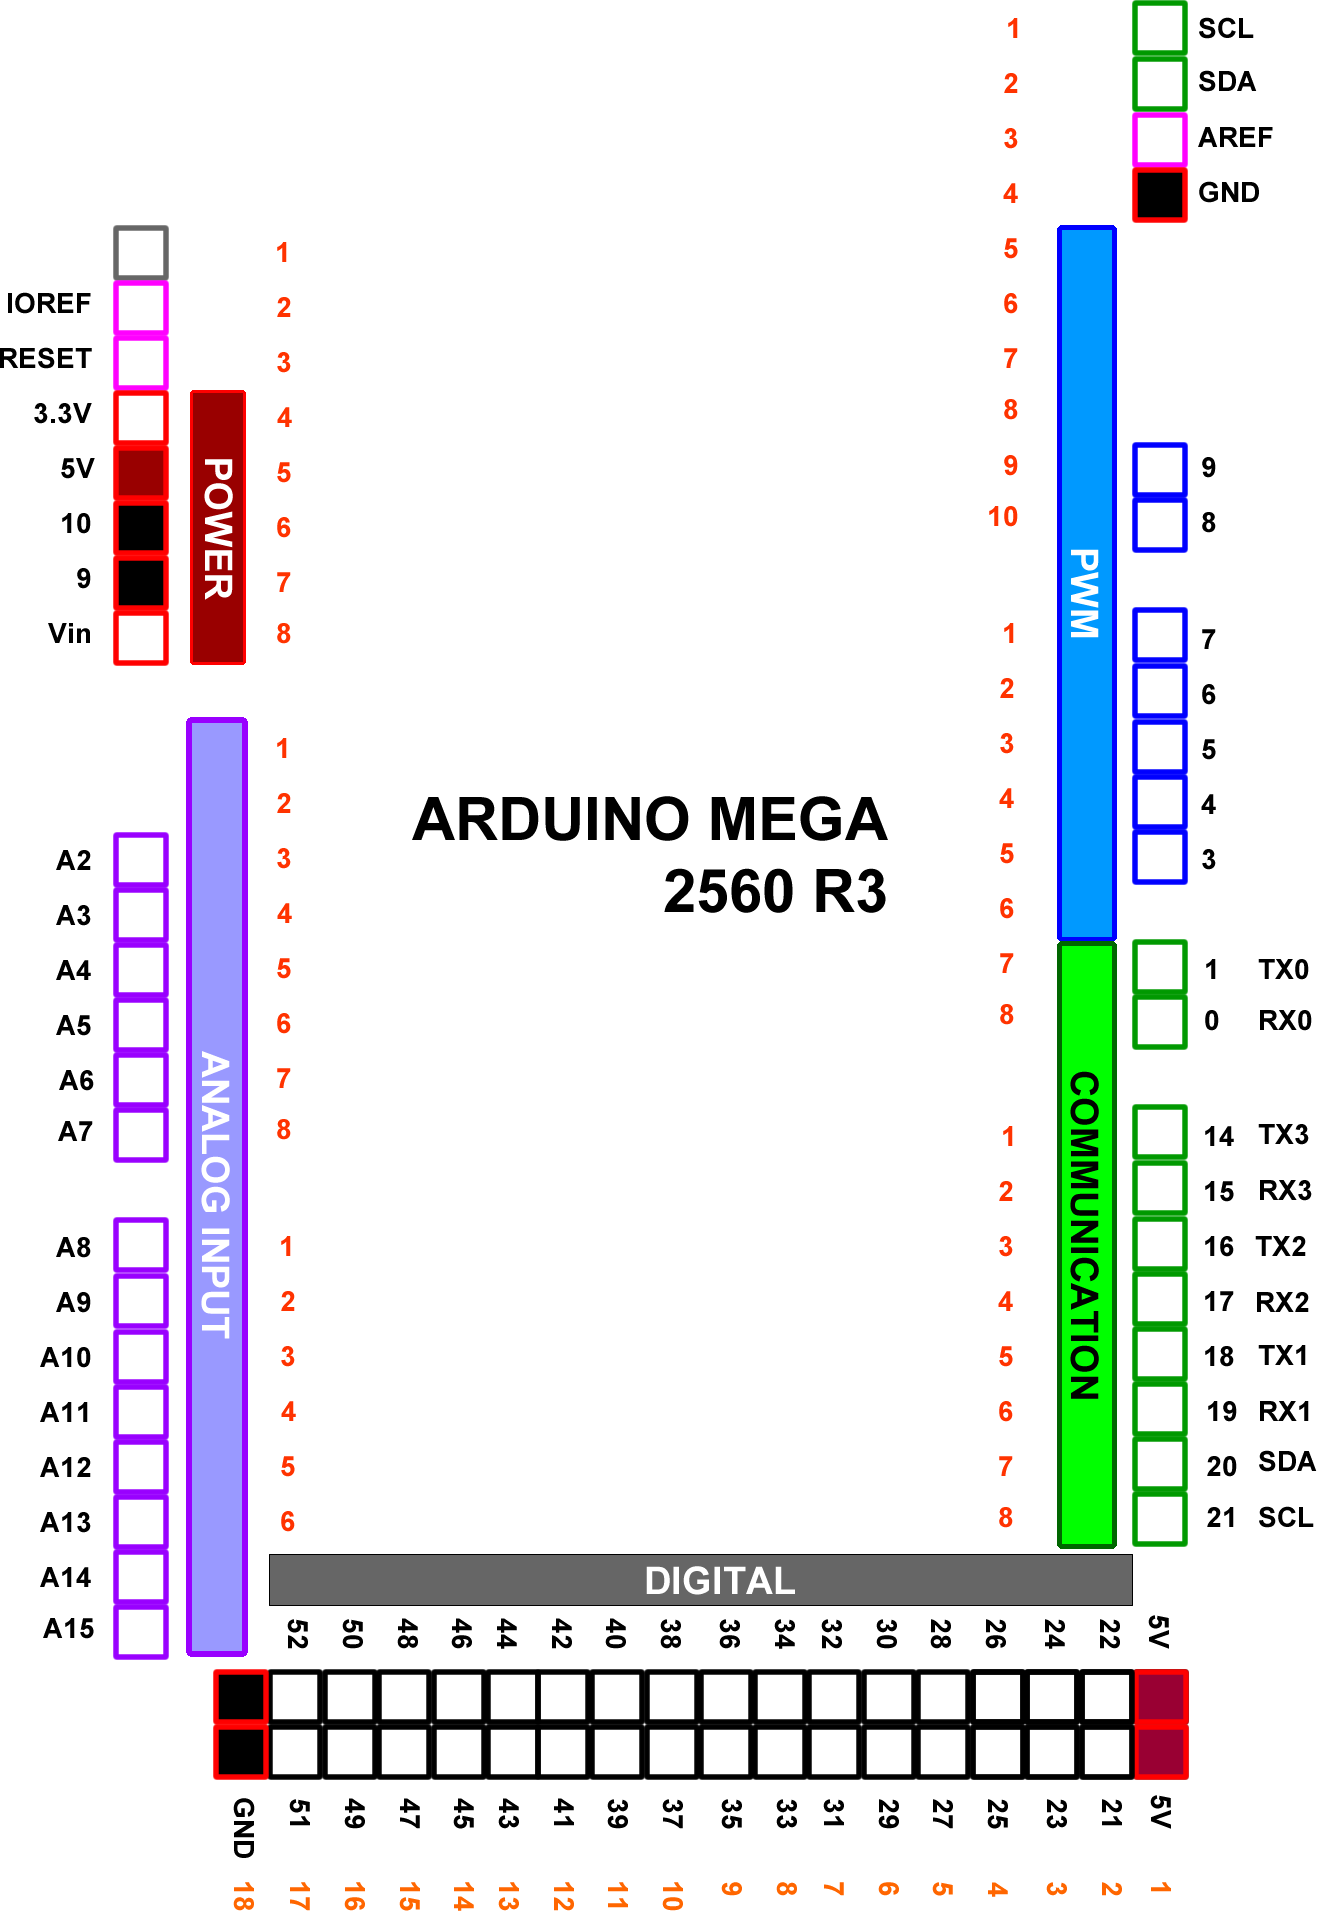 1 SCL
2 SDA
3 AREF
4 GND
5
6
7
8
9 9
10 8
1 7
2 6
3 5
4 4
5 3
6
7 1 TX0
8 0 RX0
1 14 TX3
2 15 RX3
3 16 TX2
4 17 RX2
5 18 TX1
6 19 RX1
7 20 SDA
8 21 SCL
PWM
COMMUNICATION
1
IOREF 2
RESET 3
3.3V 4
5V 5
10 6
9 7
Vin 8
POWER
1
2
A2 3
A3 4
A4 5
A5 6
A6 7
A7 8
A8 1
A9 2
A10 3
A11 4
A12 5
A13 6
A14
A15
ANALOG INPUT
ARDUINO MEGA
2560 R3
DIGITAL
52 50 48 46 44 42 40 38 36 34 32 30 28 26 24 22 5V
GND 51 49 47 45 43 41 39 37 35 33 31 29 27 25 23 21 5V
18 17 16 15 14 13 12 11 10 9 8 7 6 5 4 3 2 1